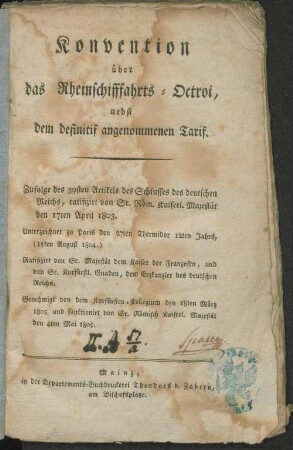 Konvention
über
das Rheinschifffahrts-Octroi,
nebst
dem definitif angenommenen Tarif.
Zufolge des 39sten Artikels des Schlusses des deutschen
Reichs, ratifizirt von Sr. Röm. Kaiserl. Majestät
den 27ten April 1803.
Unterzeichnet zu Paris den 27ten Thermidor 12ten Jahrs,
(15ten August 1804.)
Ratifizirt von Sr. Majestät dem Kaiser der Franzosen, und
von Sr. Kurfürstl. Gnaden, dem Erzkanzler des deutschen
Reichs;
Genehmigt von dem Kurfürsten-Kollegium den 18ten März
1805 und sanktionirt von Sr. Römisch Kaiserl. Majestät
den 4ten Mai 1805.
II. A
Mainz,
in der Departements-Buchdruckerei Theodors v. Zabern,
am Bischofsplatze.